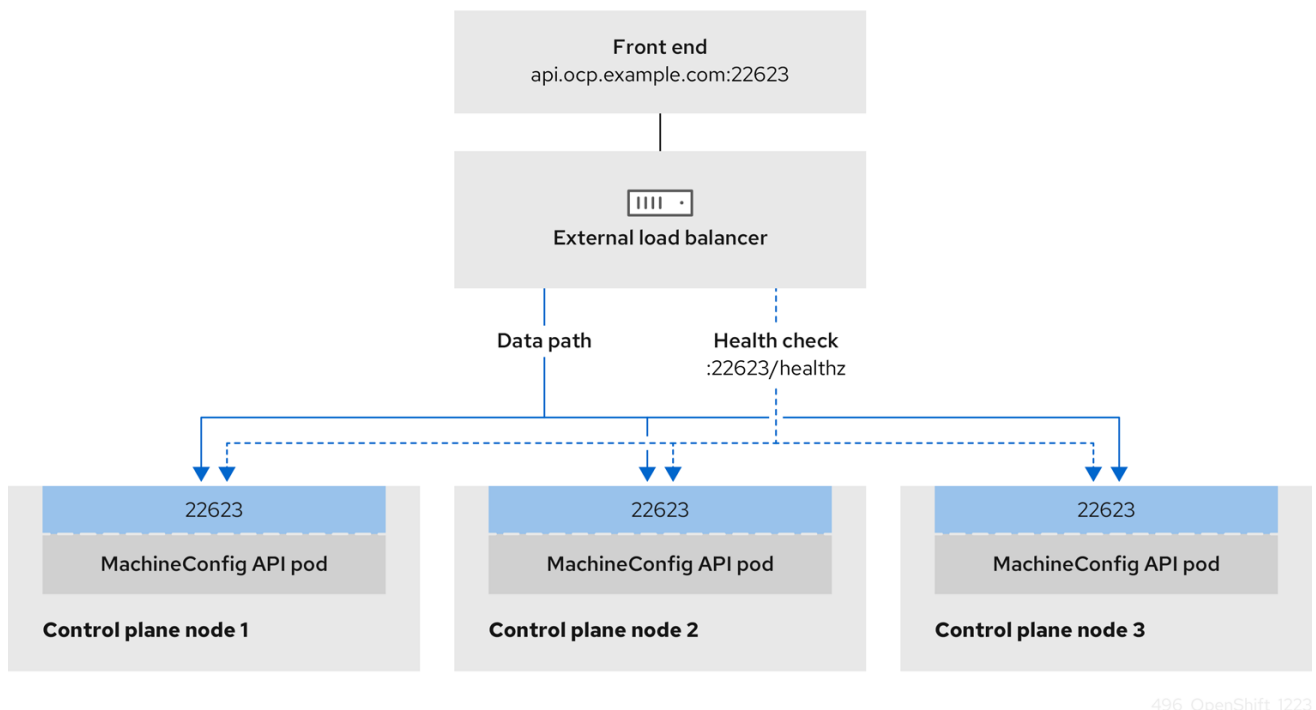 Front end
api.ocp.example.com:22623
External load balancer
Data path
Health check
:22623/healthz
22623
MachineConfig API pod
Control plane node 1
22623
MachineConfig API pod
Control plane node 2
22623
MachineConfig API pod
Control plane node 3
496_OpenShift_1223